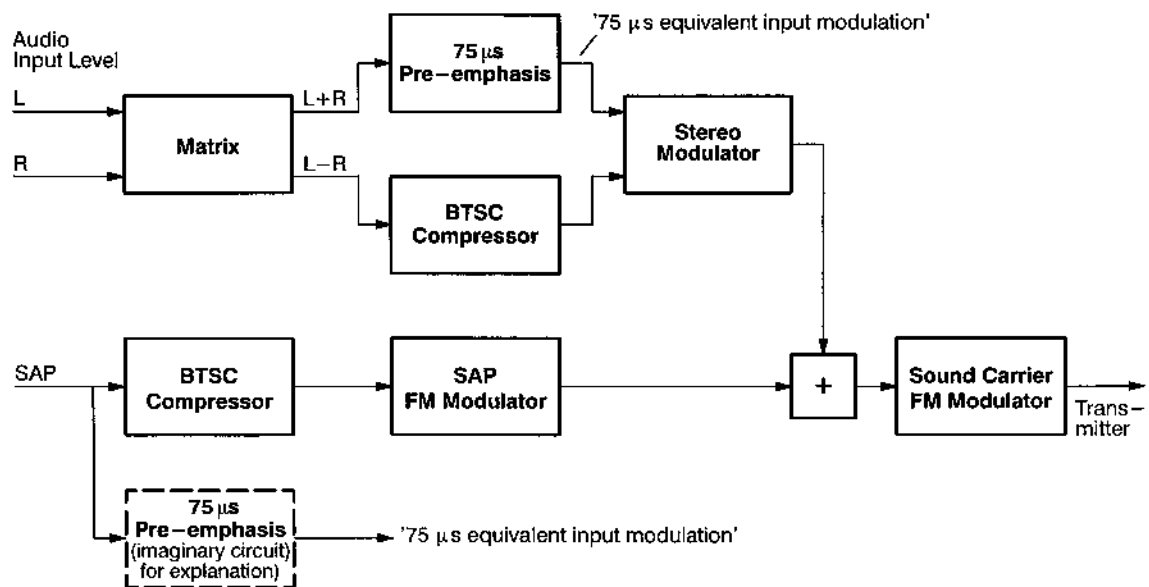 Audio
Input Level
L
R
Matrix
L+R
L−R
75 μs
Pre−emphasis
'75 μs equivalent input modulation'
BTSC
Compressor
Stereo
Modulator
SAP
BTSC
Compressor
SAP
FM Modulator
+
Sound Carrier
FM Modulator
Trans−
mitter
75 μs
Pre−emphasis
(imaginary circuit)
for explanation)
'75 μs equivalent input modulation'